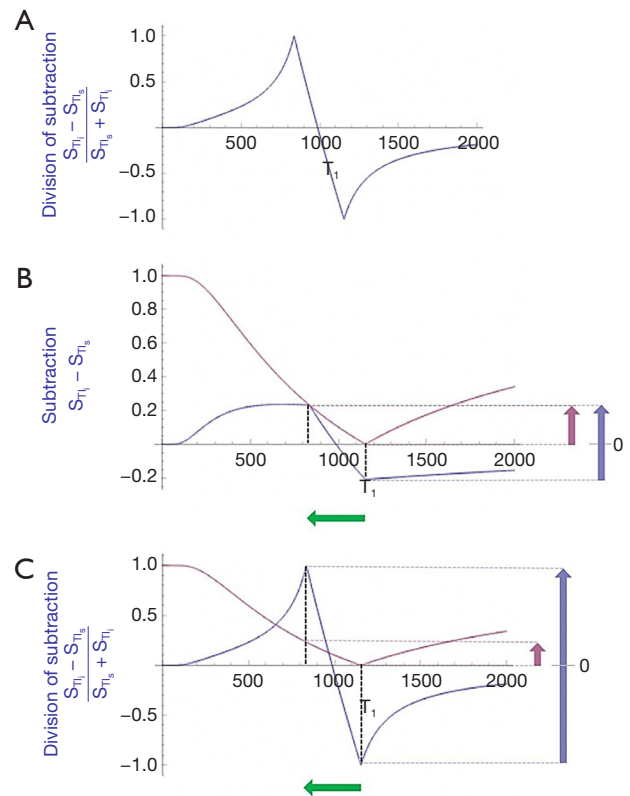 A
Division of subtraction
S_TIi – S_TIs
S_TIs + S_TIi
1.0
0.5
−0.5
−1.0
500
1000
1500
2000
T1
B
Subtraction
S_TIi – S_TIs
1.0
0.8
0.6
0.4
0.2
−0.2
500
1000
1500
2000
0
T1
C
Division of subtraction
S_TIi – S_TIs
S_TIs + S_TIi
1.0
0.5
−0.5
−1.0
500
1000
1500
2000
0
T1